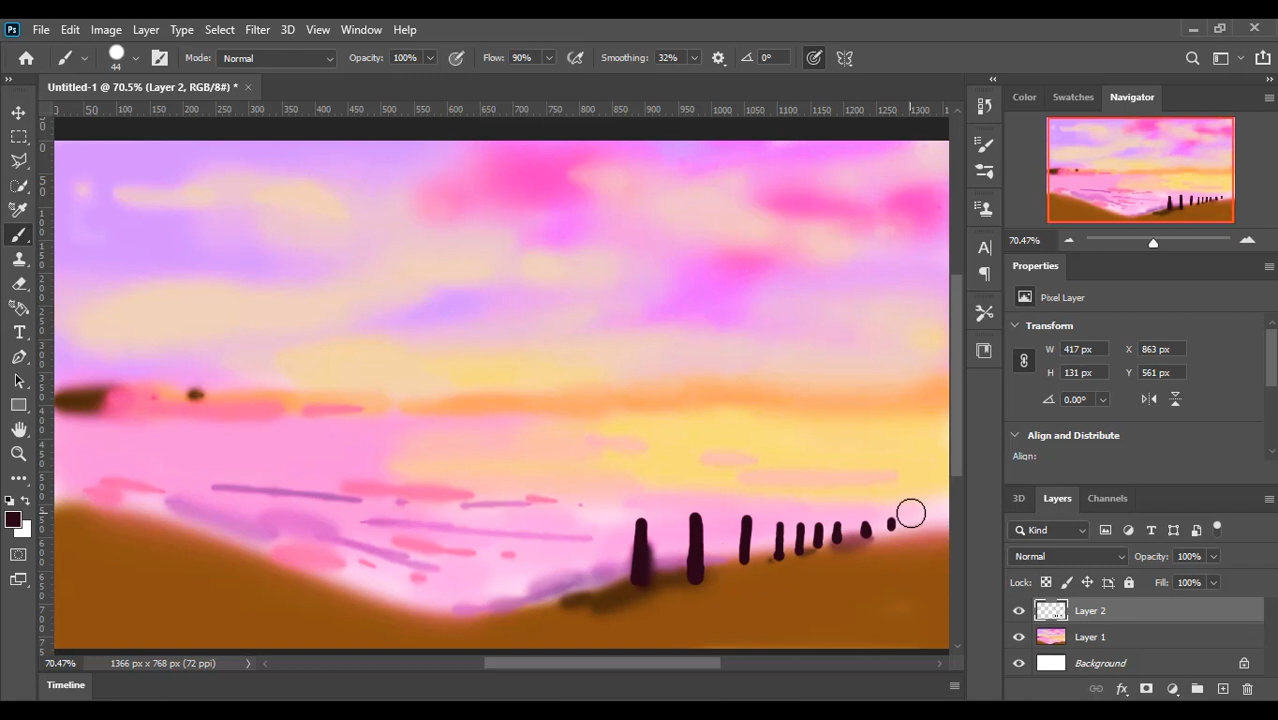 Ps File Edit Image Layer Type Select Filter 3D View Window Help
44 Mode: Normal Opacity: 100% Flow: 90% Smoothing: 32% 0°
Untitled-1 @ 70.5% (Layer 2, RGB/8#) * ×
0 50 100 150 200 250 300 350 400 450 500 550 600 650 700 750 800 850 900 950 1000 1050 1100 1150 1200 1250 1300
Color Swatches Navigator
70.47%
Properties
Pixel Layer
Transform
W 417 px X 863 px
H 131 px Y 561 px
0.00°
Align and Distribute
Align:
3D Layers Channels
Kind
Normal Opacity: 100%
Lock: Fill: 100%
Layer 2
Layer 1
Background
70.47% 1366 px x 768 px (72 ppi)
Timeline